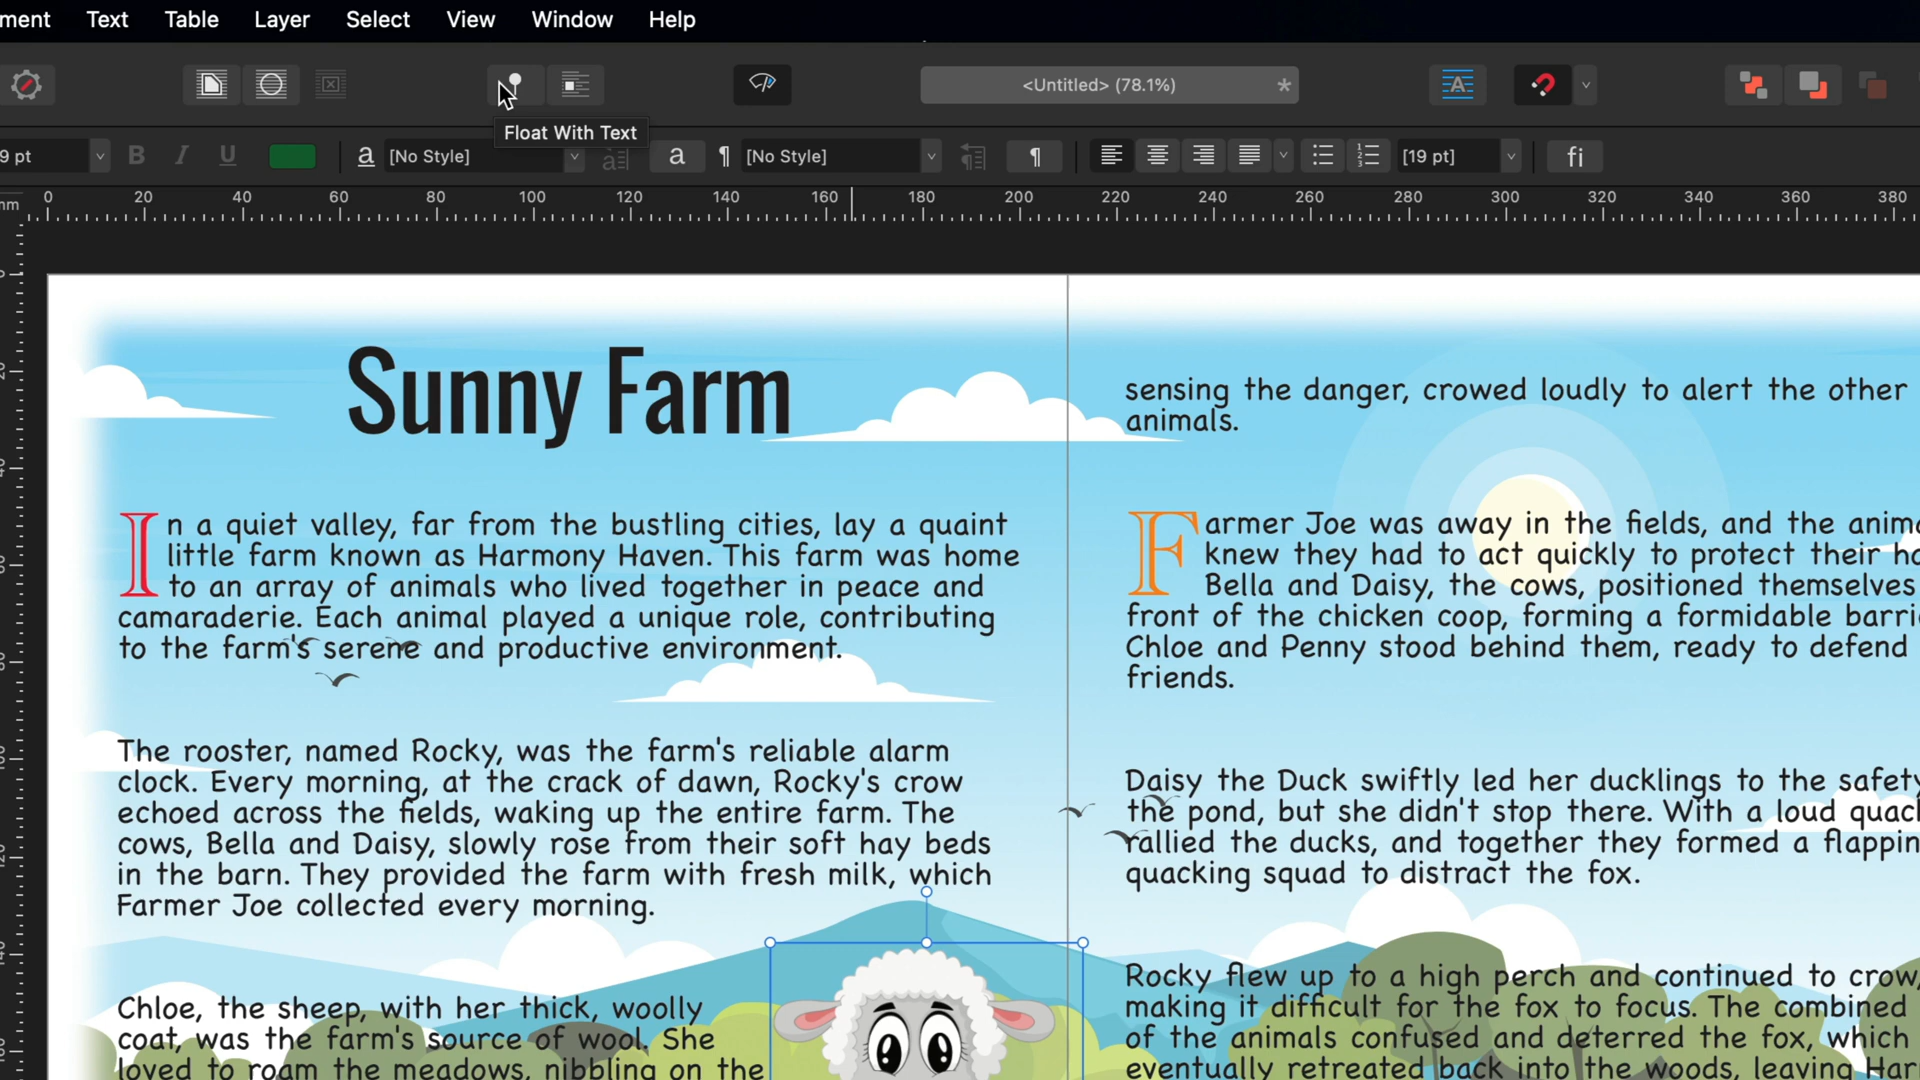 ment Text Table Layer Select View Window Help
<Untitled> (78.1%) *
Float With Text
9 pt B I U a [No Style] a ¶ [No Style] ¶ [19 pt] fi
mm 0 20 40 60 80 100 120 140 160 180 200 220 240 260 280 300 320 340 360 380
Sunny Farm
In a quiet valley, far from the bustling cities, lay a quaint
little farm known as Harmony Haven. This farm was home
to an array of animals who lived together in peace and
camaraderie. Each animal played a unique role, contributing
to the farm's serene and productive environment.
The rooster, named Rocky, was the farm's reliable alarm
clock. Every morning, at the crack of dawn, Rocky's crow
echoed across the fields, waking up the entire farm. The
cows, Bella and Daisy, slowly rose from their soft hay beds
in the barn. They provided the farm with fresh milk, which
Farmer Joe collected every morning.
Chloe, the sheep, with her thick, woolly
coat, was the farm's source of wool. She
loved to roam the meadows, nibbling on the
sensing the danger, crowed loudly to alert the other
animals.
Farmer Joe was away in the fields, and the anima
knew they had to act quickly to protect their ho
Bella and Daisy, the cows, positioned themselves
front of the chicken coop, forming a formidable barri
Chloe and Penny stood behind them, ready to defend
friends.
Daisy the Duck swiftly led her ducklings to the safety
the pond, but she didn't stop there. With a loud quack
rallied the ducks, and together they formed a flappin
quacking squad to distract the fox.
Rocky flew up to a high perch and continued to crow,
making it difficult for the fox to focus. The combined
of the animals confused and deterred the fox, which
eventually retreated back into the woods, leaving Har